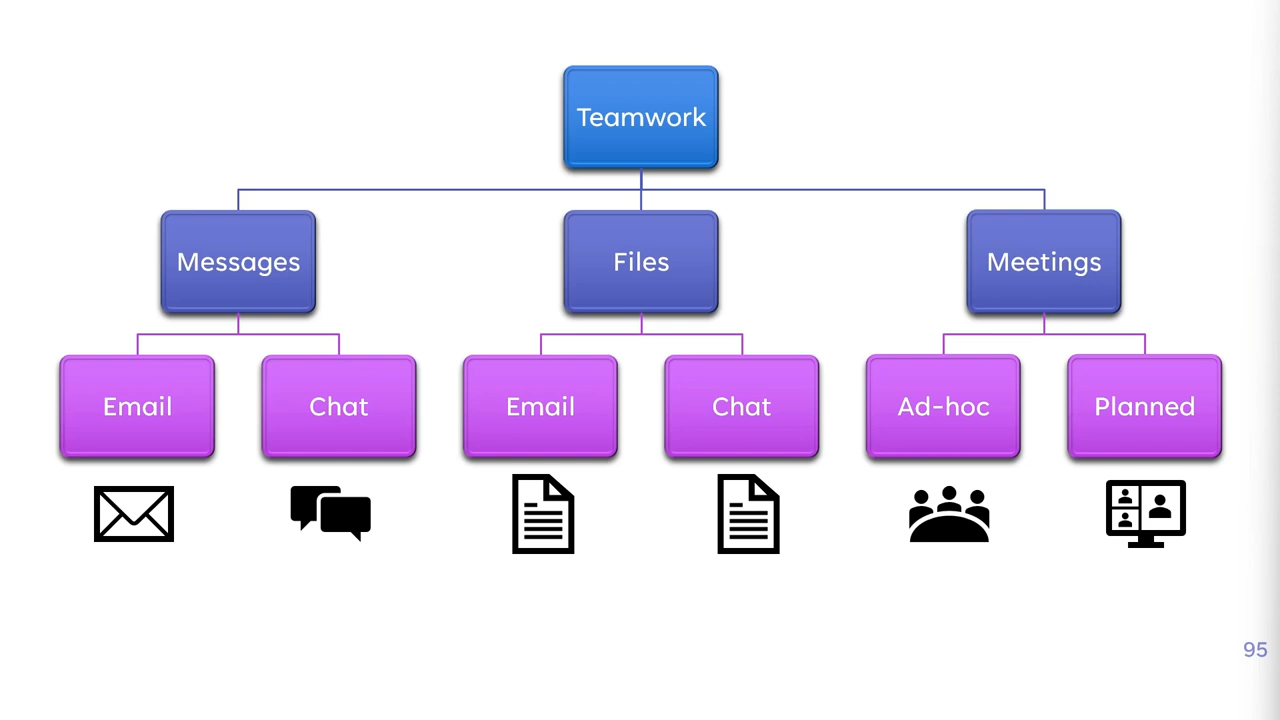 Teamwork
Messages
Files
Meetings
Email
Chat
Email
Chat
Ad-hoc
Planned
95